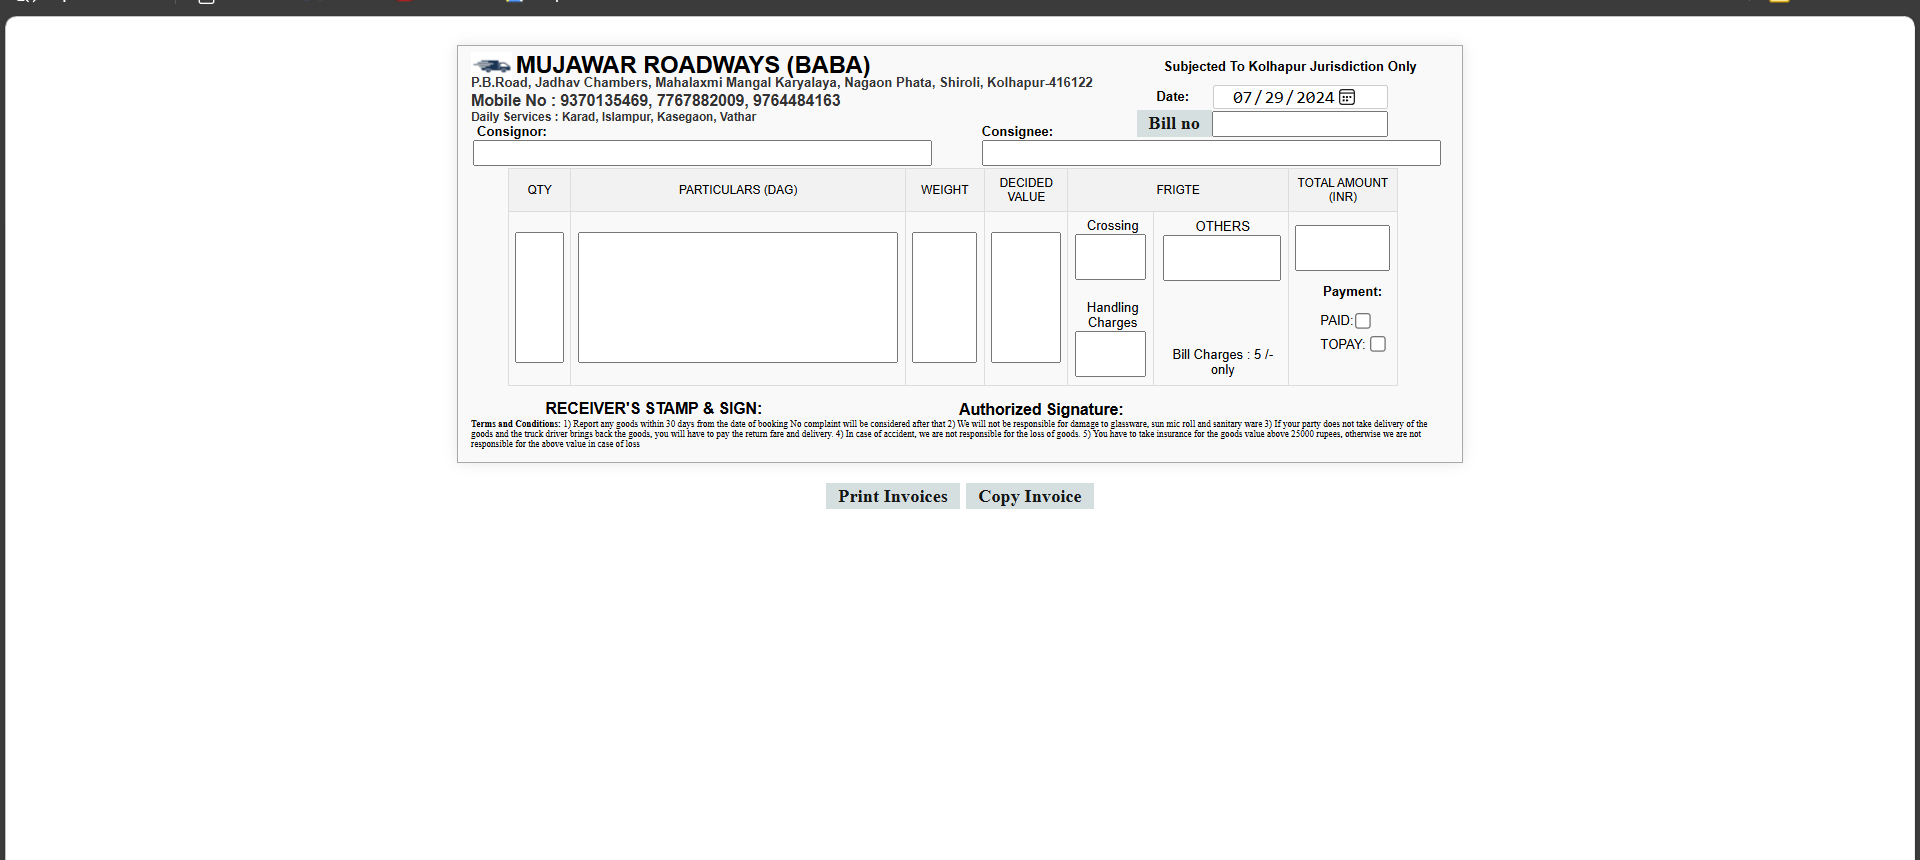 MUJAWAR ROADWAYS (BABA)
Subjected To Kolhapur Jurisdiction Only
P.B.Road, Jadhav Chambers, Mahalaxmi Mangal Karyalaya, Nagaon Phata, Shiroli, Kolhapur-416122
Date: 07/29/2024
Mobile No : 9370135469, 7767882009, 9764484163
Daily Services : Karad, Islampur, Kasegaon, Vathar
Bill no
Consignor:
Consignee:
QTY
PARTICULARS (DAG)
WEIGHT
DECIDED
VALUE
FRIGTE
TOTAL AMOUNT
(INR)
Crossing
OTHERS
Handling
Charges
Bill Charges : 5 /-
only
Payment:
PAID:
TOPAY:
RECEIVER'S STAMP & SIGN:
Authorized Signature:
Terms and Conditions: 1) Report any goods within 30 days from the date of booking No complaint will be considered after that 2) We will not be responsible for damage to glassware, sun mic roll and sanitary ware 3) If your party does not take delivery of the
goods and the truck driver brings back the goods, you will have to pay the return fare and delivery. 4) In case of accident, we are not responsible for the loss of goods. 5) You have to take insurance for the goods value above 25000 rupees, otherwise we are not
responsible for the above value in case of loss
Print Invoices
Copy Invoice